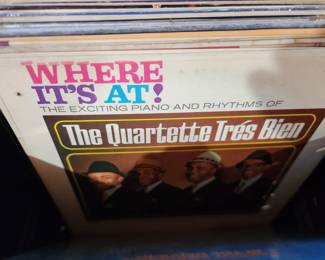 WHERE
IT'S AT!
THE EXCITING PIANO AND RHYTHMS OF
The Quartette Trés Bien